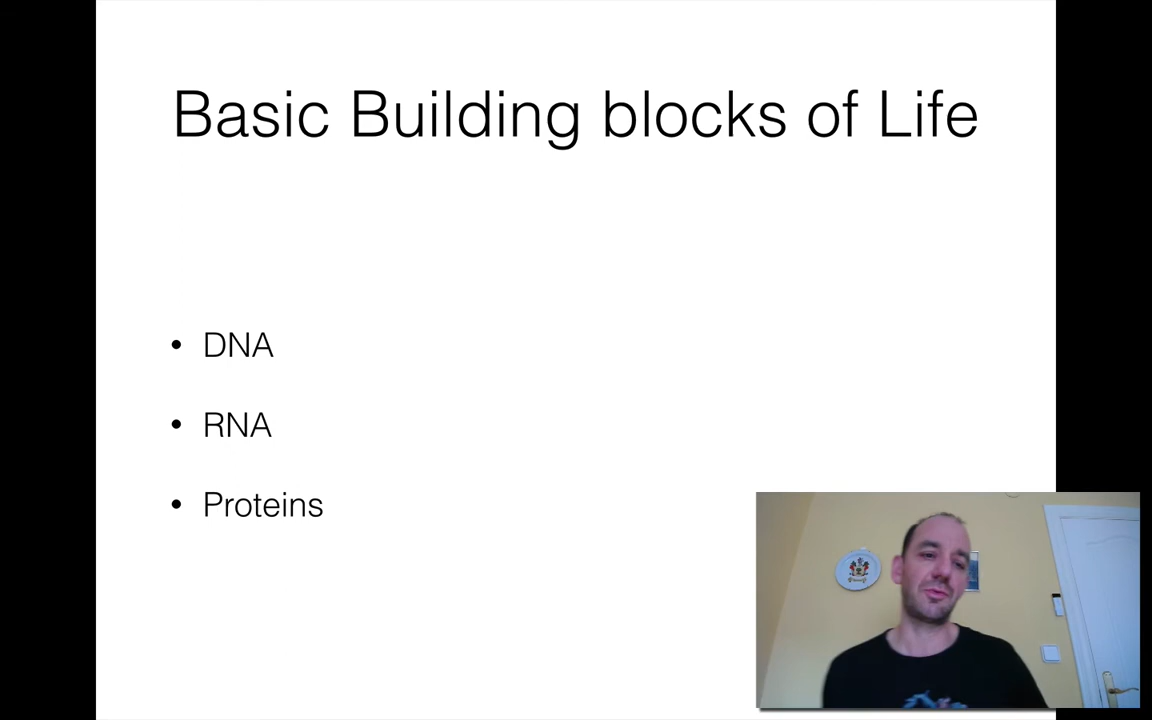 Basic Building blocks of Life
• DNA
• RNA
• Proteins